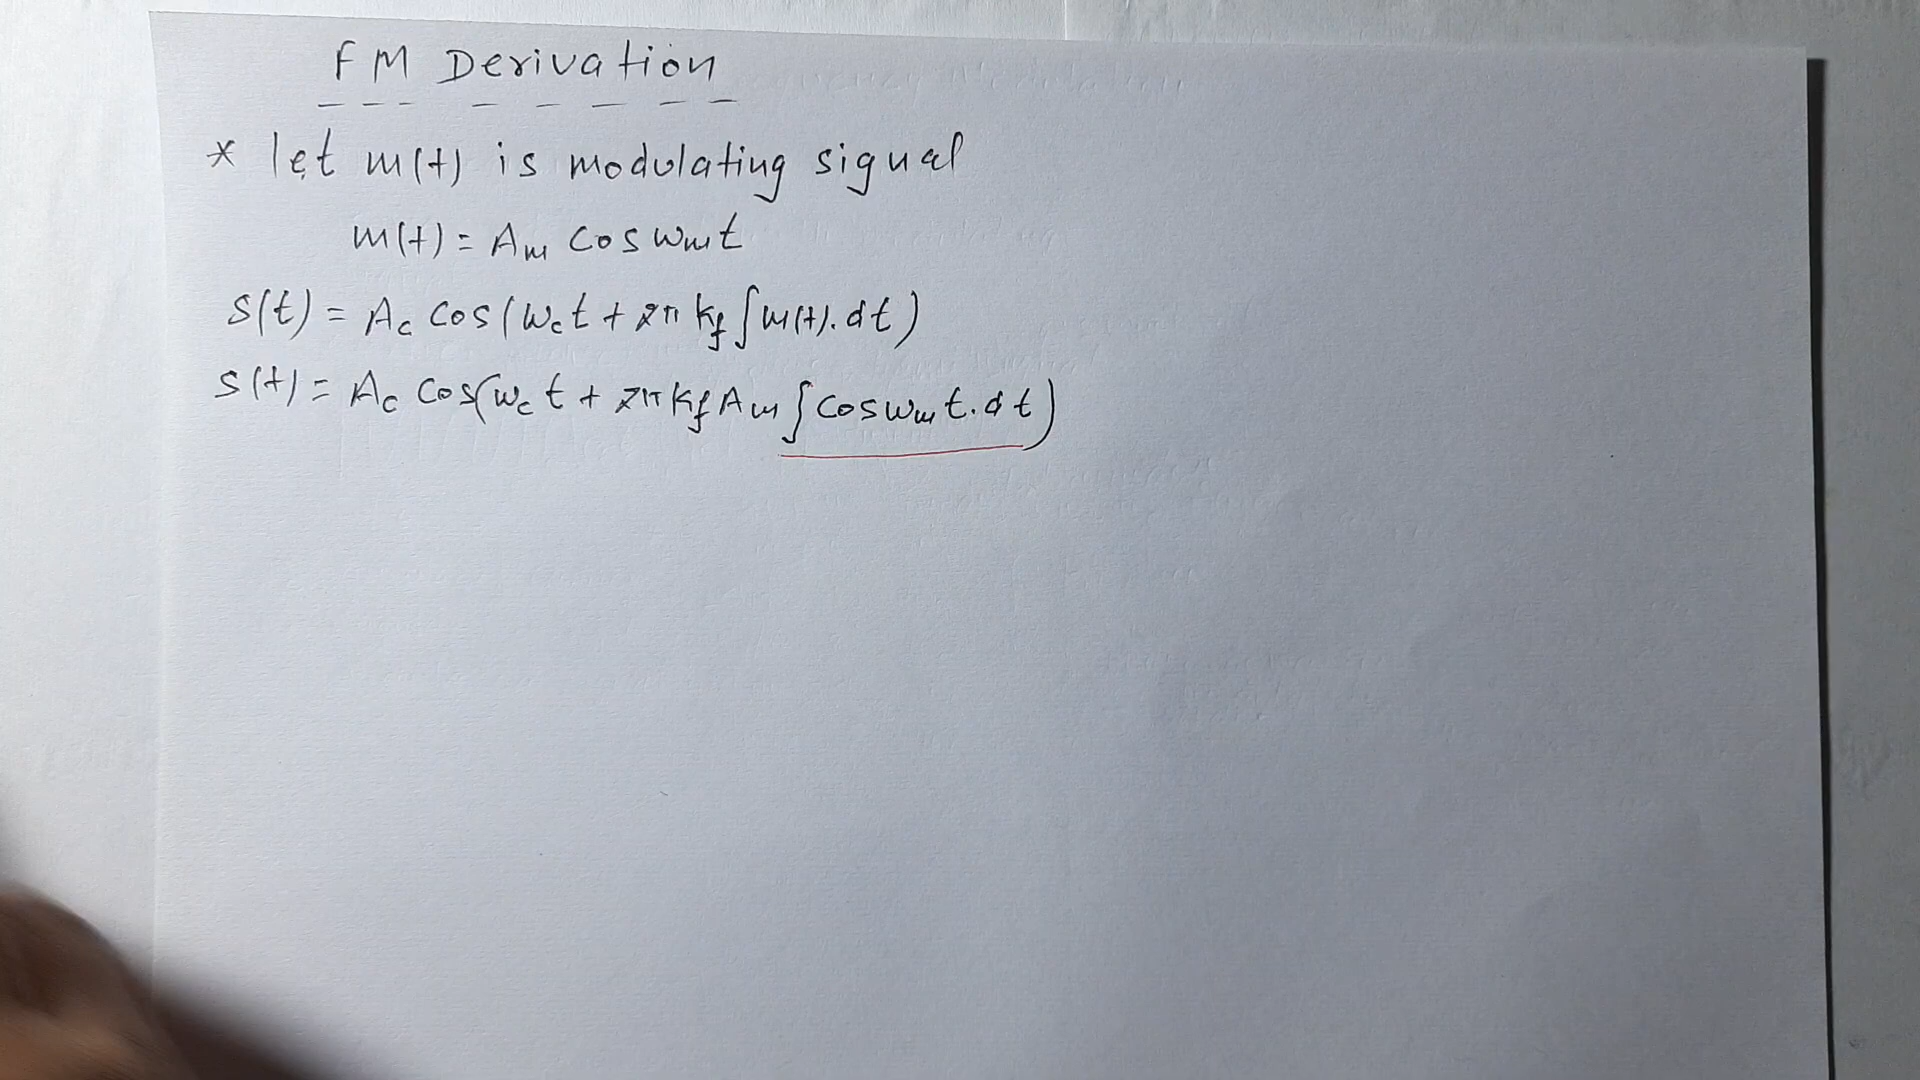 FM Derivation
* let m(t) is modulating signal
m(t) = Am cos wmt
S(t) = Ac cos(wct + 2π kf ∫m(t).dt)
S(t) = Ac cos(wct + 2π kf Am ∫cos wmt.dt)